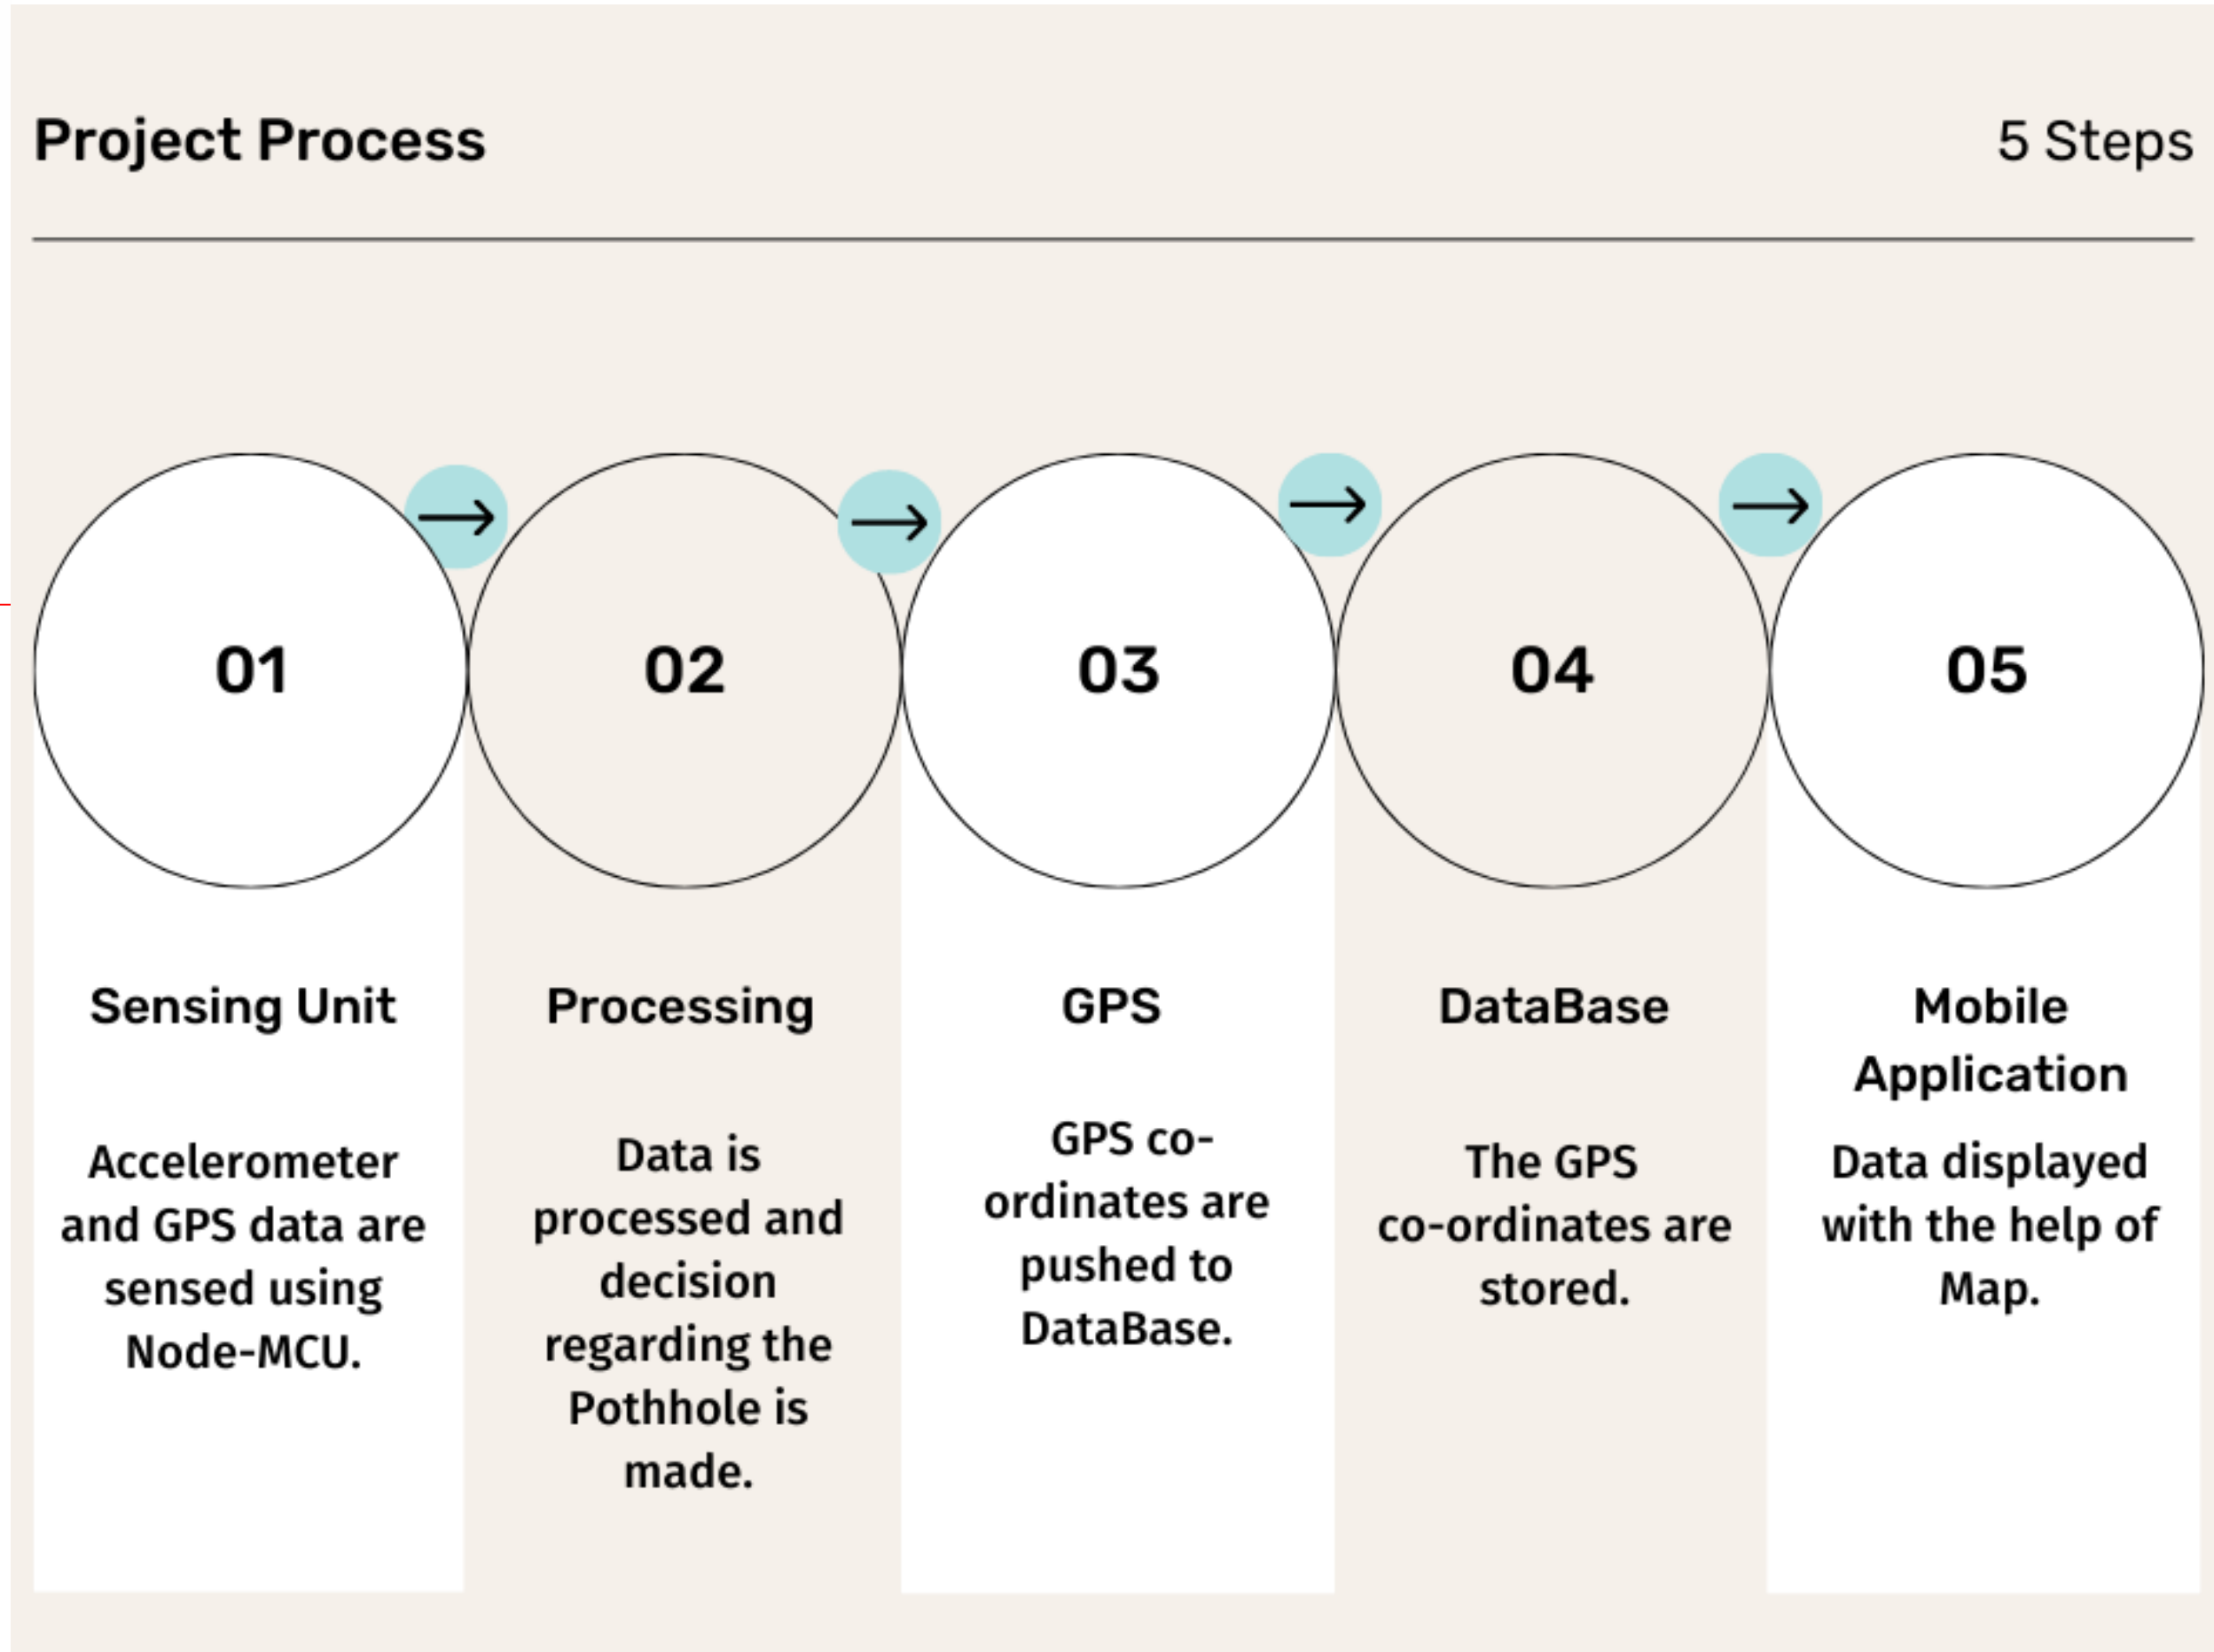 Project Process
5 Steps
01
02
03
04
05
Sensing Unit
Accelerometer
and GPS data are
sensed using
Node-MCU.
Processing
Data is
processed and
decision
regarding the
Pothhole is
made.
GPS
GPS co-
ordinates are
pushed to
DataBase.
DataBase
The GPS
co-ordinates are
stored.
Mobile
Application
Data displayed
with the help of
Map.